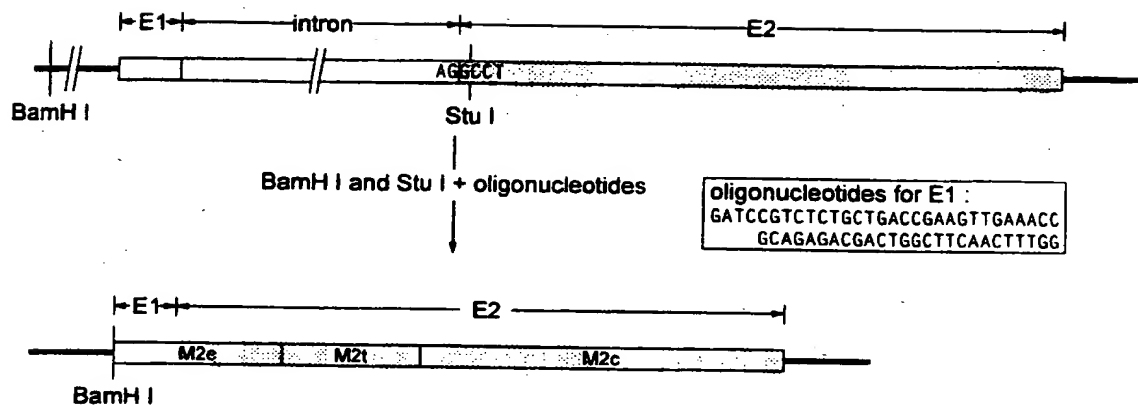 E1 intron E2
AGGCCT
BamH I Stu I
BamH I and Stu I + oligonucleotides
oligonucleotides for E1 :
GATCCGTCTCTGCTGACCGAAGTTGAAACC
GCAGAGACGACTGGCTTCAACTTTGG
E1 E2
M2e M2t M2c
BamH I